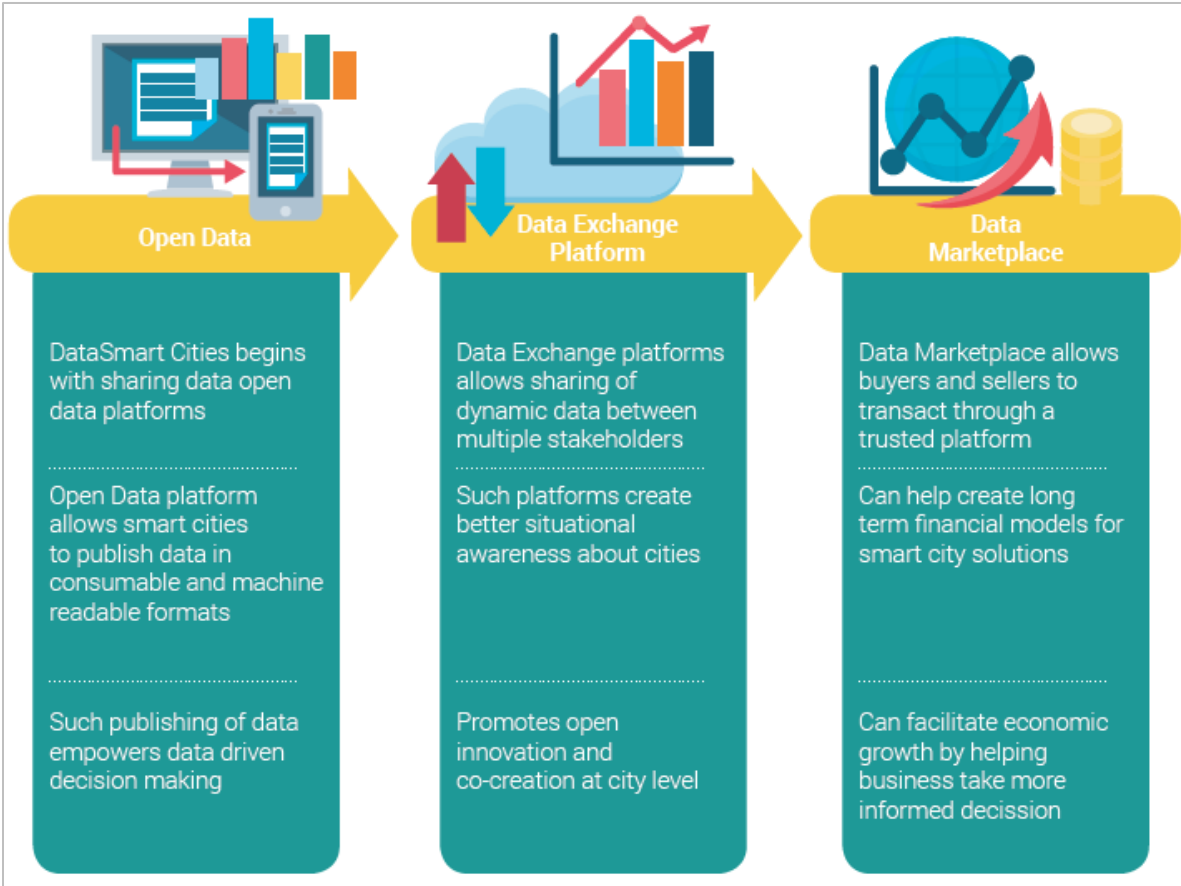 Open Data
DataSmart Cities begins
with sharing data open
data platforms
Open Data platform
allows smart cities
to publish data in
consumable and machine
readable formats
Such publishing of data
empowers data driven
decision making
Data Exchange
Platform
Data Exchange platforms
allows sharing of
dynamic data between
multiple stakeholders
Such platforms create
better situational
awareness about cities
Promotes open
innovation and
co-creation at city level
Data
Marketplace
Data Marketplace allows
buyers and sellers to
transact through a
trusted platform
Can help create long
term financial models for
smart city solutions
Can facilitate economic
growth by helping
business take more
informed decission